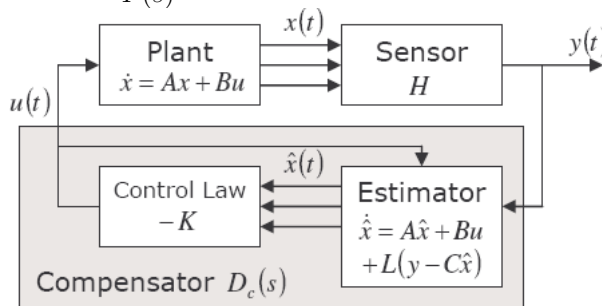 x(t)
Plant
ẋ = Ax + Bu
Sensor
H
y(t)
u(t)
x̂(t)
Control Law
−K
Estimator
x̂̇ = Ax̂ + Bu
+ L(y − Cx̂)
Compensator D_c(s)